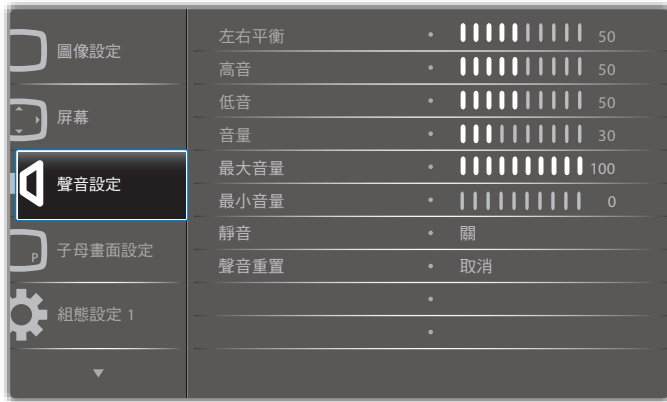 圖像設定
屏幕
聲音設定
P
子母畫面設定
組態設定 1
左右平衡 • 50
高音 • 50
低音 • 50
音量 • 30
最大音量 • 100
最小音量 • 0
靜音 • 關
聲音重置 • 取消
•
•